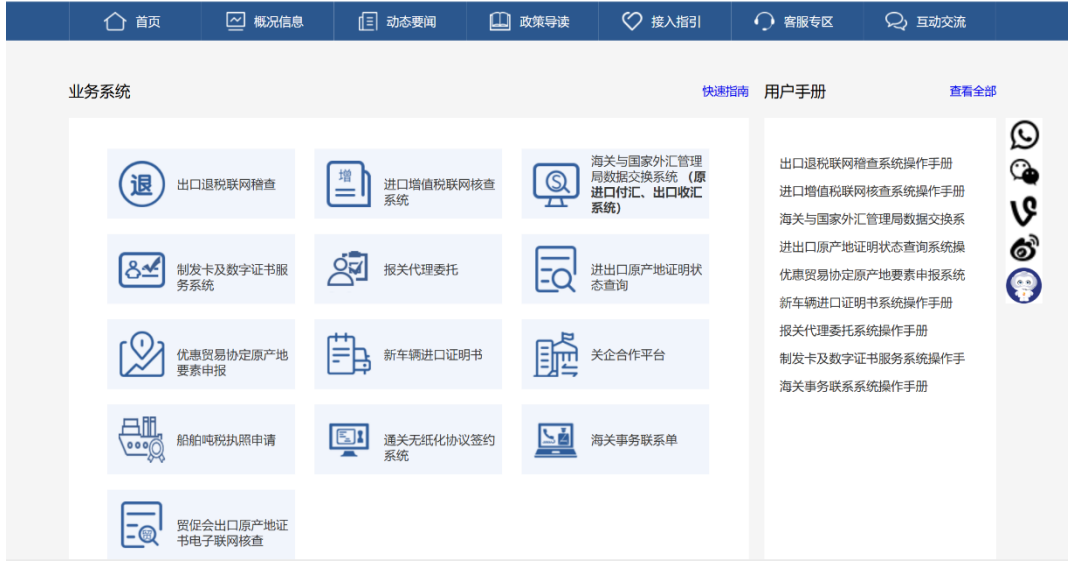 首页 概况信息 动态要闻 政策导读 接入指引 客服专区 互动交流
业务系统 快速指南
退 出口退税联网稽查
增 进口增值税联网核查
系统
海关与国家外汇管理
局数据交换系统 (原
进口付汇、出口收汇
系统)
制发卡及数字证书服
务系统
报关代理委托
进出口原产地证明状
态查询
优惠贸易协定原产地
要素申报
新车辆进口证明书
关企合作平台
船舶吨税执照申请
通关无纸化协议签约
系统
海关事务联系单
贸促会出口原产地证
书电子联网核查
用户手册 查看全部
出口退税联网稽查系统操作手册
进口增值税联网核查系统操作手册
海关与国家外汇管理局数据交换系
进出口原产地证明状态查询系统操
优惠贸易协定原产地要素申报系统
新车辆进口证明书系统操作手册
报关代理委托系统操作手册
制发卡及数字证书服务系统操作手
海关事务联系系统操作手册